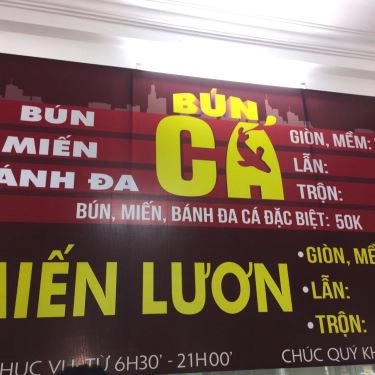 BÚN
BÚN
CÁ
MIẾN
ÁNH ĐA
GIÒN, MỀM:
LẪN:
TRỘN:
BÚN, MIẾN, BÁNH ĐA CÁ ĐẶC BIỆT: 50K
IẾN LƯƠN
•GIÒN, MỀ
•LẪN:
•TRỘN:
HỤC VỤ: TỪ 6H30' - 21H00'
CHÚC QUÝ KH